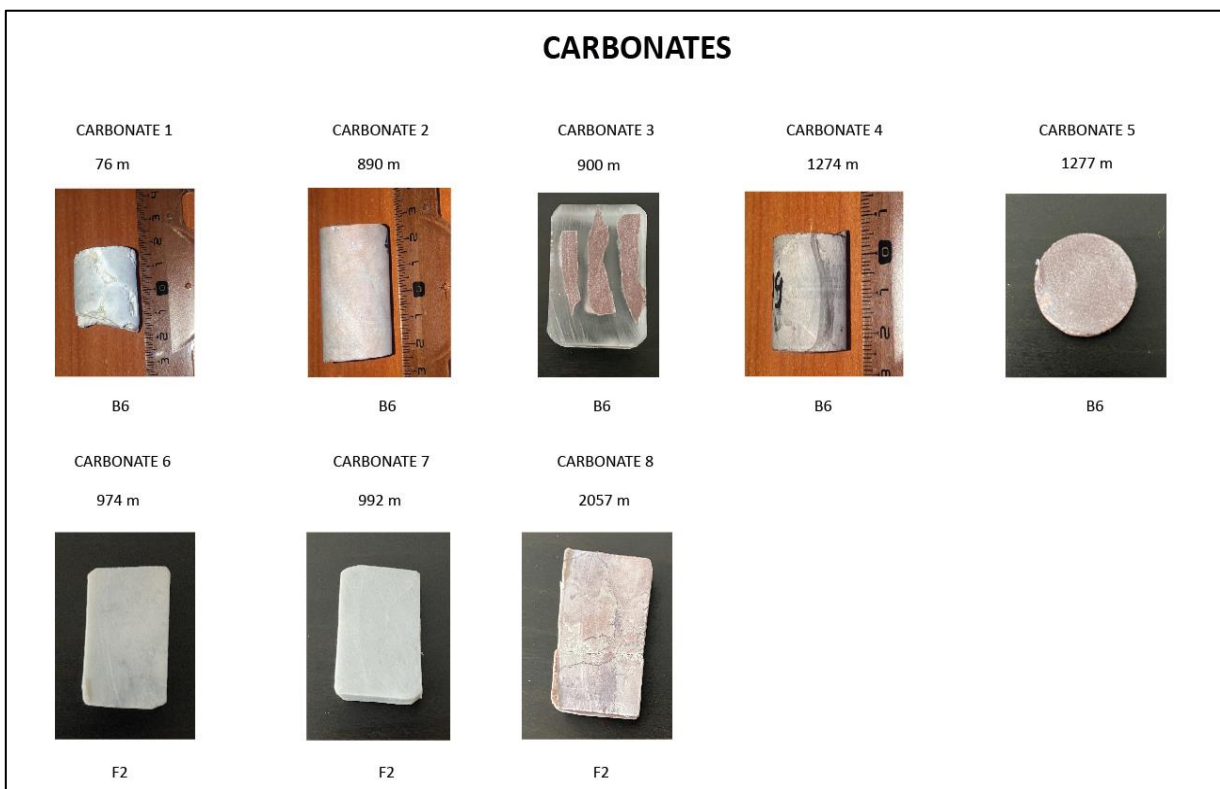 CARBONATES
CARBONATE 1 CARBONATE 2 CARBONATE 3 CARBONATE 4 CARBONATE 5
76 m 890 m 900 m 1274 m 1277 m
B6 B6 B6 B6 B6
CARBONATE 6 CARBONATE 7 CARBONATE 8
974 m 992 m 2057 m
F2 F2 F2